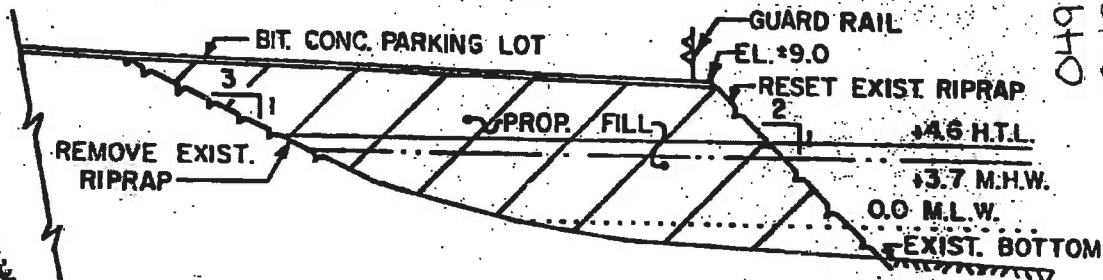 GUARD RAIL
049
BIT. CONC. PARKING LOT
EL.+9.0
RESET EXIST. RIPRAP
3
1
2
1
PROP. FILL
+4.6 H.T.L.
REMOVE EXIST.
RIPRAP
+3.7 M.H.W.
0.0 M.L.W.
EXIST. BOTTOM